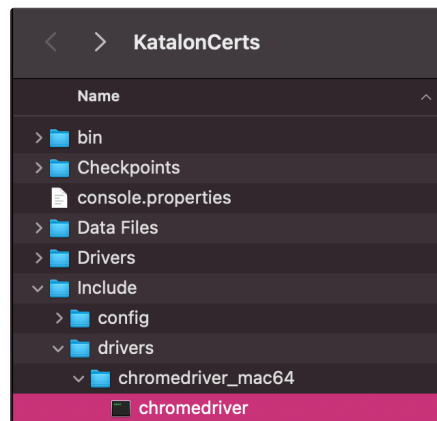 KatalonCerts
Name
bin
Checkpoints
console.properties
Data Files
Drivers
Include
config
drivers
chromedriver_mac64
chromedriver